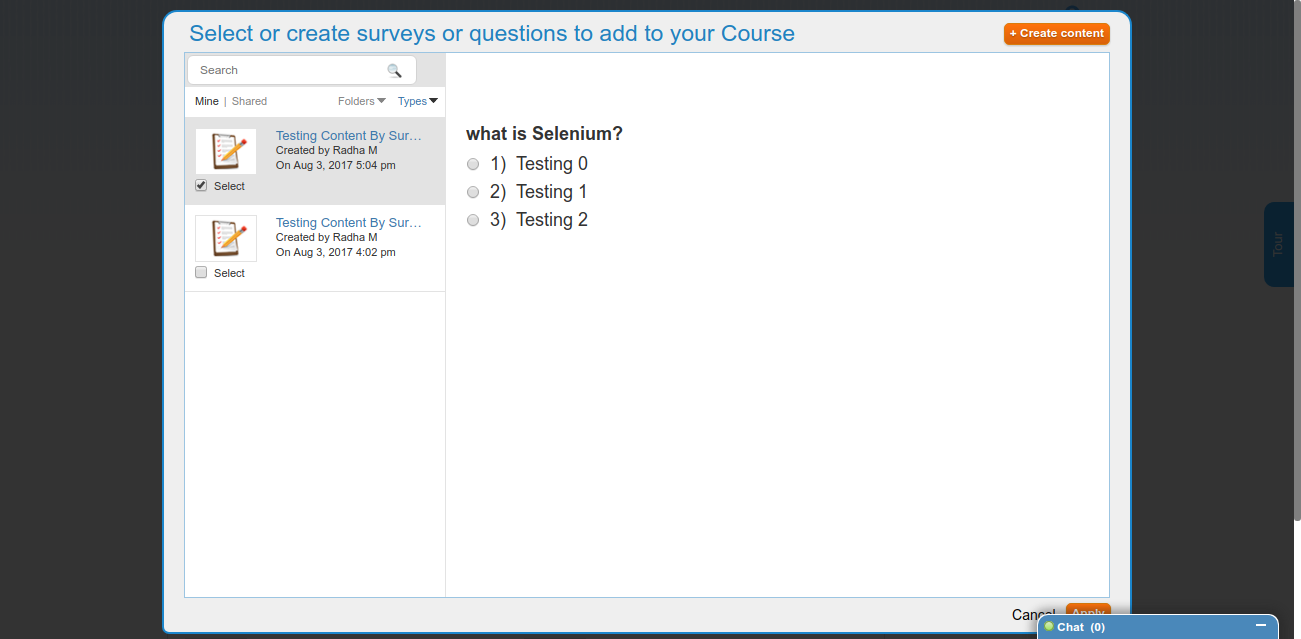 Select or create surveys or questions to add to your Course
+ Create content
Search
Mine | Shared
Folders
Types
Testing Content By Sur...
Created by Radha M
On Aug 3, 2017 5:04 pm
Select
Testing Content By Sur...
Created by Radha M
On Aug 3, 2017 4:02 pm
Select
what is Selenium?
1) Testing 0
2) Testing 1
3) Testing 2
Tour
Cancel
Apply
Chat (0)